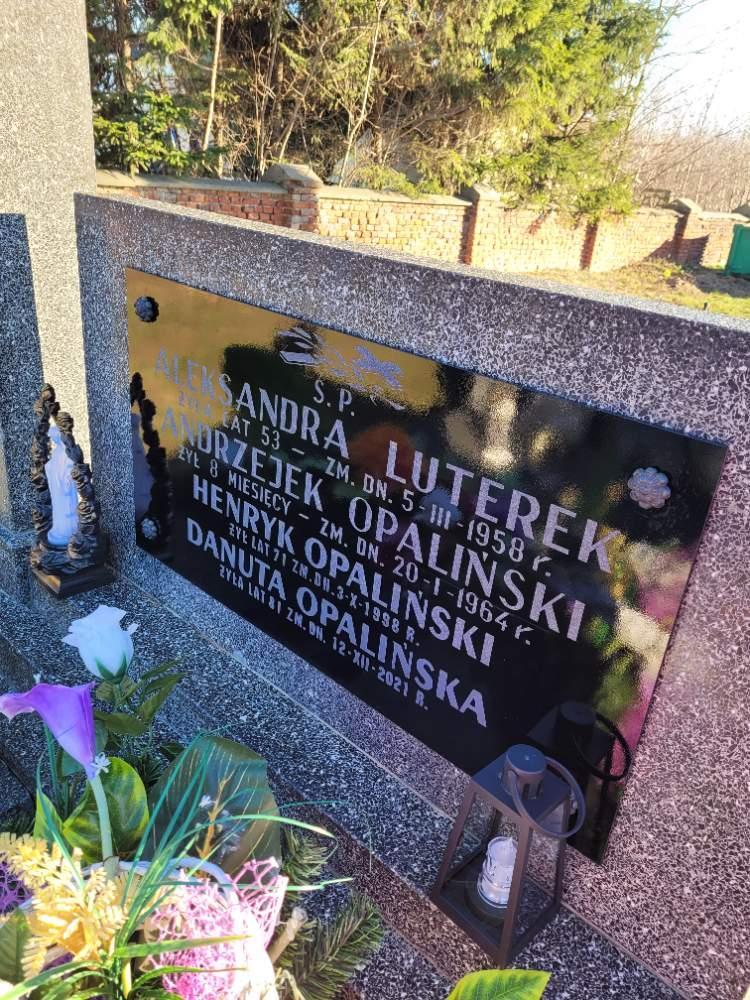 S.P.
ALEKSANDRA LUTEREK
ŻYŁA LAT 53 - ZM. DN. 5-III-1958 r.
ANDRZEJEK OPALIŃSKI
ŻYŁ 8 MIESIĘCY - ZM. DN. 20-I-1964 r.
HENRYK OPALIŃSKI
ŻYŁ LAT 71 ZM. DN. 3-X-1998 R.
DANUTA OPALIŃSKA
ŻYŁA LAT 81 ZM. DN. 12-XII-2021 R.